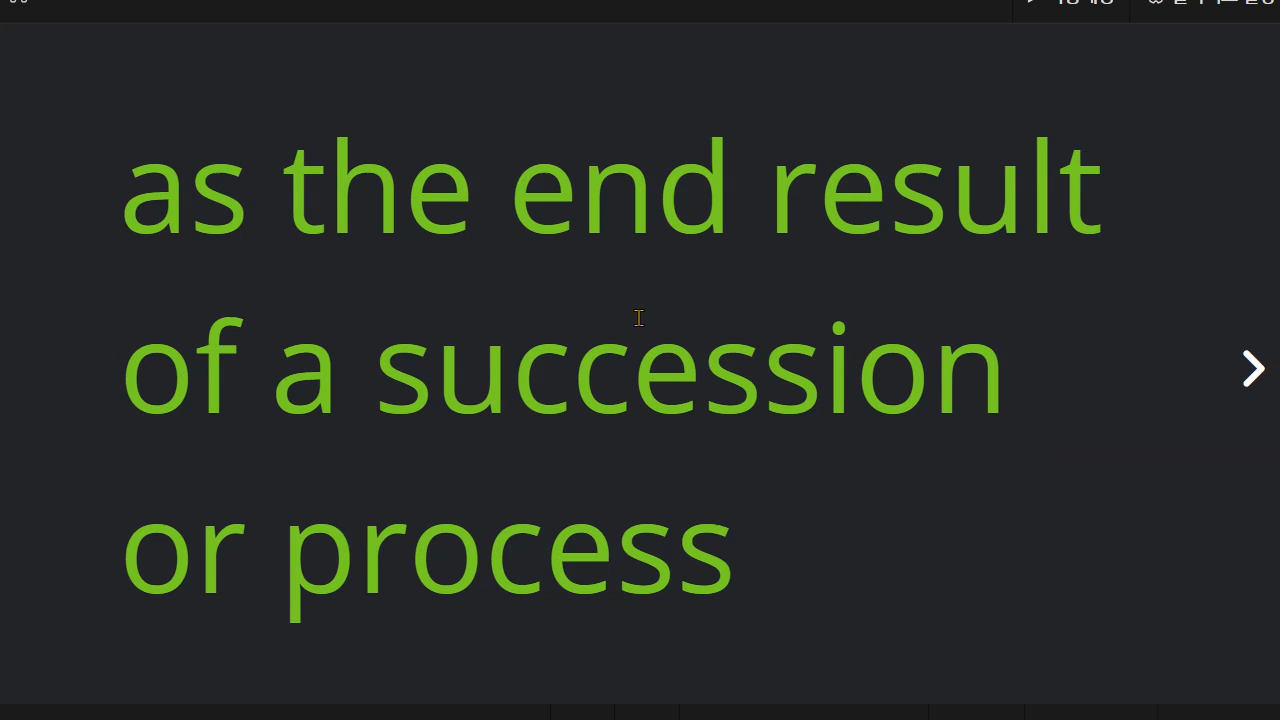 as the end result
of a succession
or process